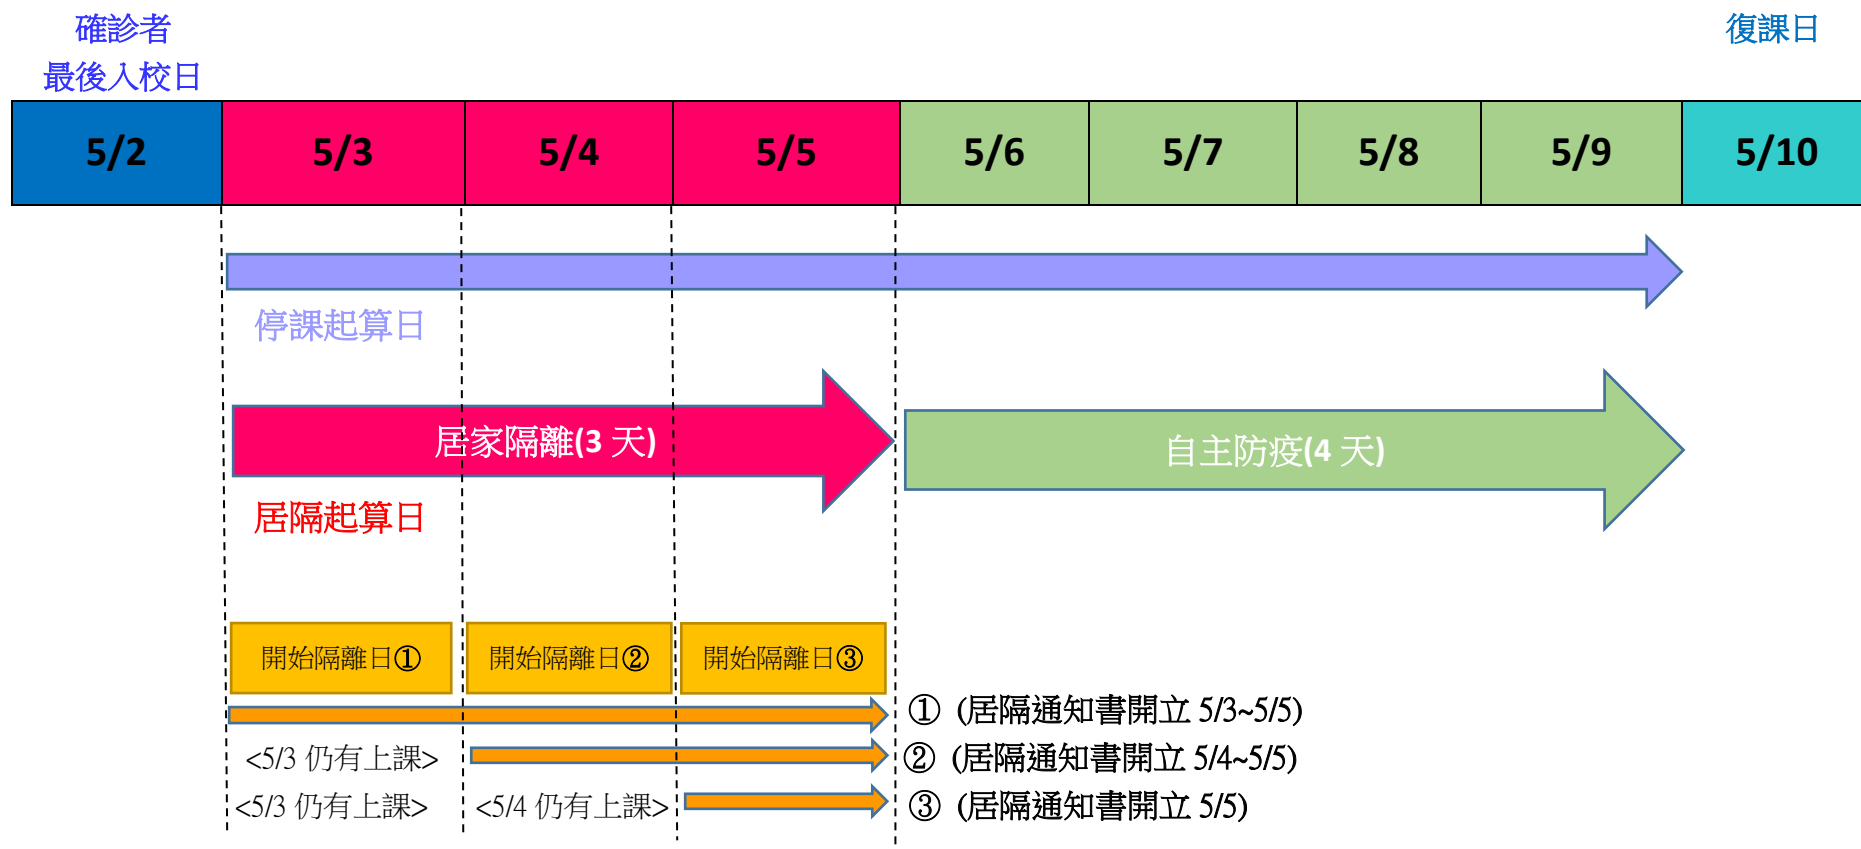 確診者
最後入校日
復課日
5/2
5/3
5/4
5/5
5/6
5/7
5/8
5/9
5/10
停課起算日
居家隔離(3 天)
自主防疫(4 天)
居隔起算日
開始隔離日①
開始隔離日②
開始隔離日③
① (居隔通知書開立 5/3~5/5)
<5/3 仍有上課>
② (居隔通知書開立 5/4~5/5)
<5/3 仍有上課>
<5/4 仍有上課>
③ (居隔通知書開立 5/5)